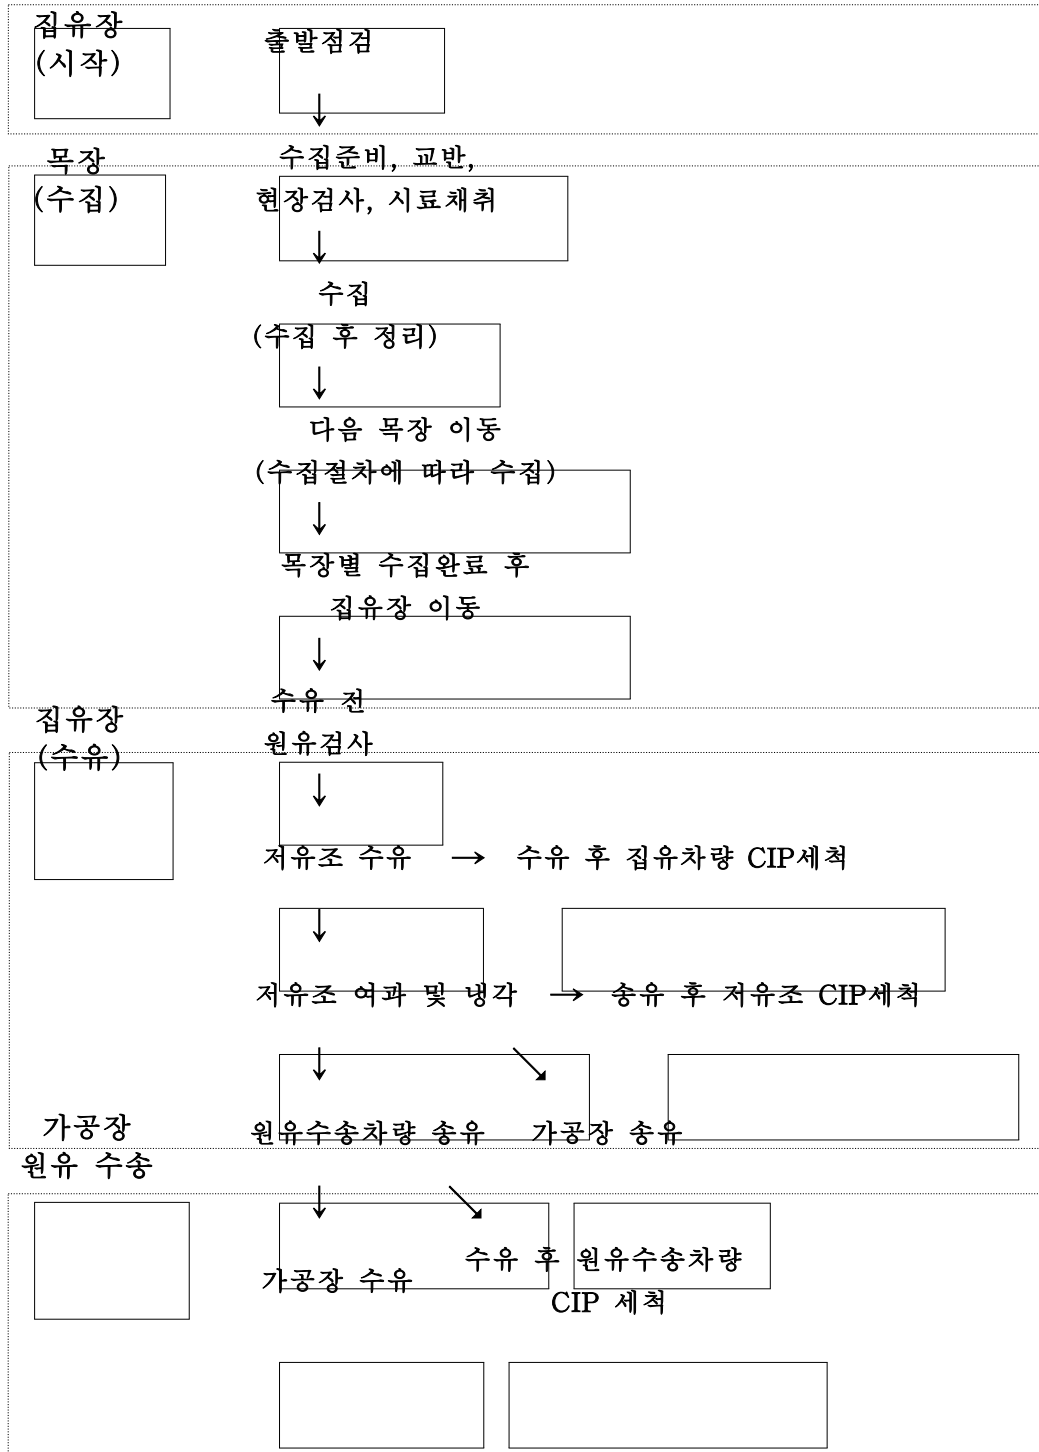 집유장
(시작)
출발점검
↓
목장
(수집)
수집준비, 교반,
현장검사, 시료채취
↓
수집
(수집 후 정리)
↓
다음 목장 이동
(수집절차에 따라 수집)
↓
목장별 수집완료 후
집유장 이동
↓
집유장
(수유)
수유 전
원유검사
↓
저유조 수유 → 수유 후 집유차량 CIP세척
↓
저유조 여과 및 냉각 → 송유 후 저유조 CIP세척
↓ ↘
가공장
원유 수송
원유수송차량 송유 가공장 송유
↓ ↘
가공장 수유
수유 후 원유수송차량
CIP 세척